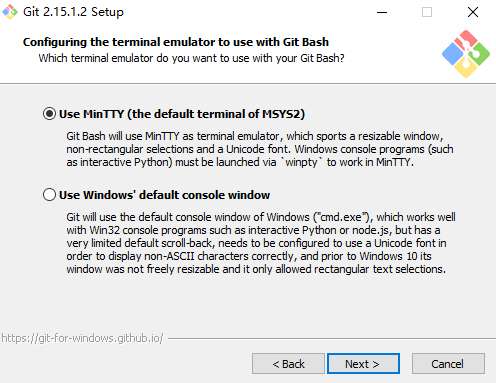 Git 2.15.1.2 Setup
Configuring the terminal emulator to use with Git Bash
Which terminal emulator do you want to use with your Git Bash?
Use MinTTY (the default terminal of MSYS2)
Git Bash will use MinTTY as terminal emulator, which sports a resizable window,
non-rectangular selections and a Unicode font. Windows console programs (such
as interactive Python) must be launched via `winpty` to work in MinTTY.
Use Windows' default console window
Git will use the default console window of Windows ("cmd.exe"), which works well
with Win32 console programs such as interactive Python or node.js, but has a
very limited default scroll-back, needs to be configured to use a Unicode font in
order to display non-ASCII characters correctly, and prior to Windows 10 its
window was not freely resizable and it only allowed rectangular text selections.
https://git-for-windows.github.io/
< Back
Next >
Cancel